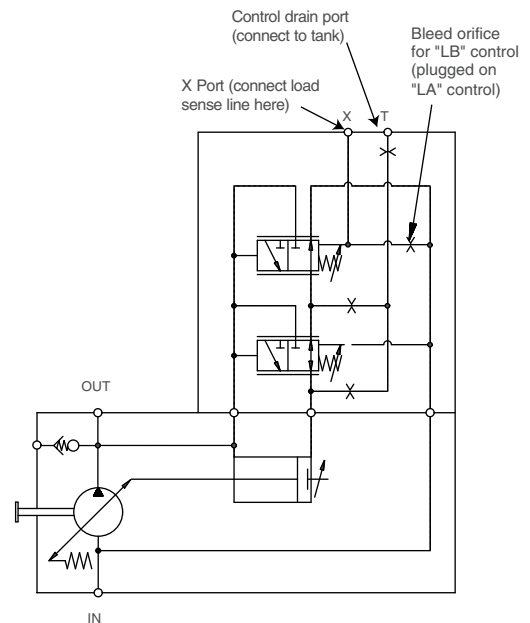 Control drain port
(connect to tank)
Bleed orifice
for "LB" control
(plugged on
"LA" control)
X Port (connect load
sense line here)
X
T
OUT
IN